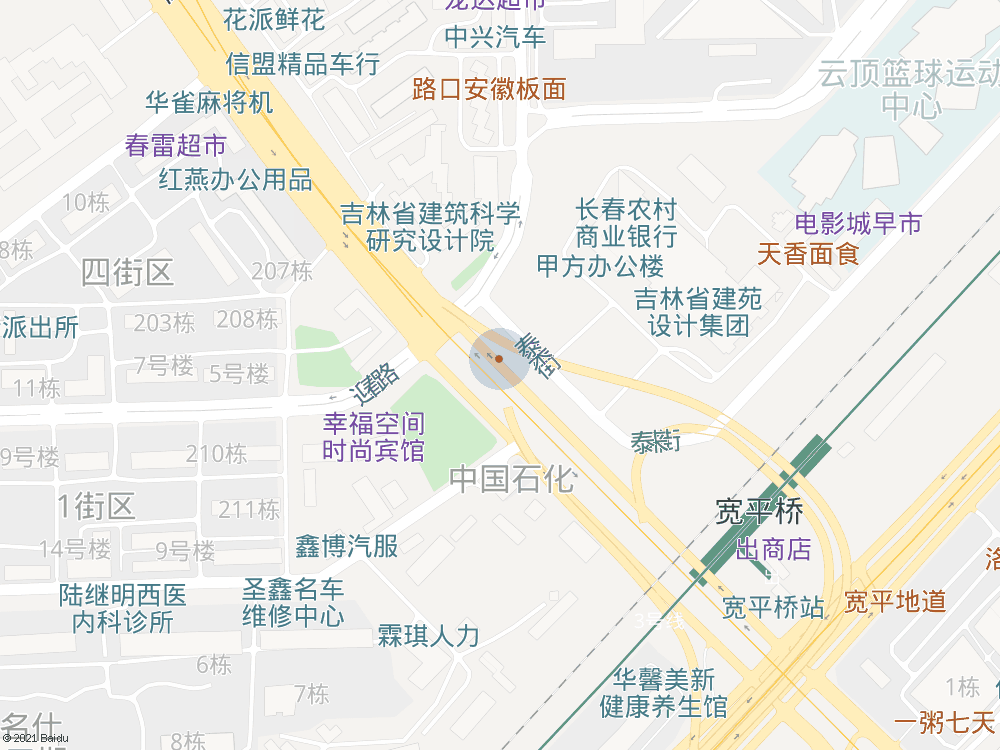 龙达超市
花派鲜花
中兴汽车
信盟精品车行
云顶篮球运动
中心
路口安徽板面
华雀麻将机
春雷超市
红燕办公用品
10栋
吉林省建筑科学
研究设计院
长春农村
商业银行
电影城早市
8栋
四街区
207栋
甲方办公楼
天香面食
吉林省建苑
设计集团
派出所
203栋
208栋
泰来街
7号楼
5号楼
11栋
幸福空间
时尚宾馆
9号楼
210栋
中国石化
1街区
211栋
宽平桥
14号楼
9号楼
鑫博汽服
出商店
洛
陆继明西医
内科诊所
圣鑫名车
维修中心
宽平桥站
宽平地道
3号线
霖琪人力
6栋
华馨美新
健康养生馆
7栋
1栋
名仕
一粥七天
8栋
© 2021 Baidu